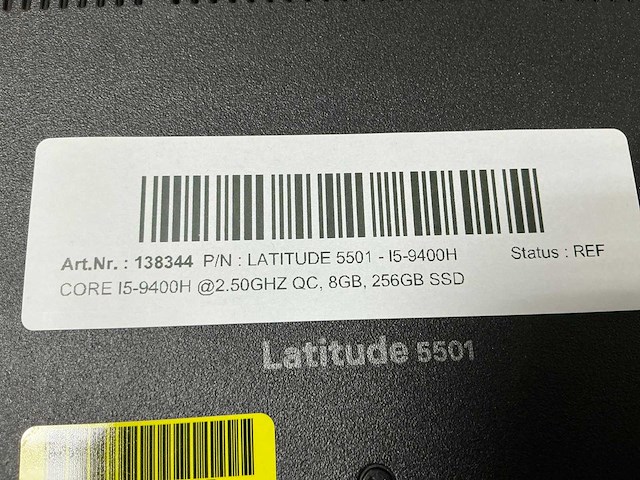 Art.Nr. : 138344 P/N : LATITUDE 5501 - I5-9400H Status : REF
CORE I5-9400H @2.50GHZ QC, 8GB, 256GB SSD
Latitude 5501